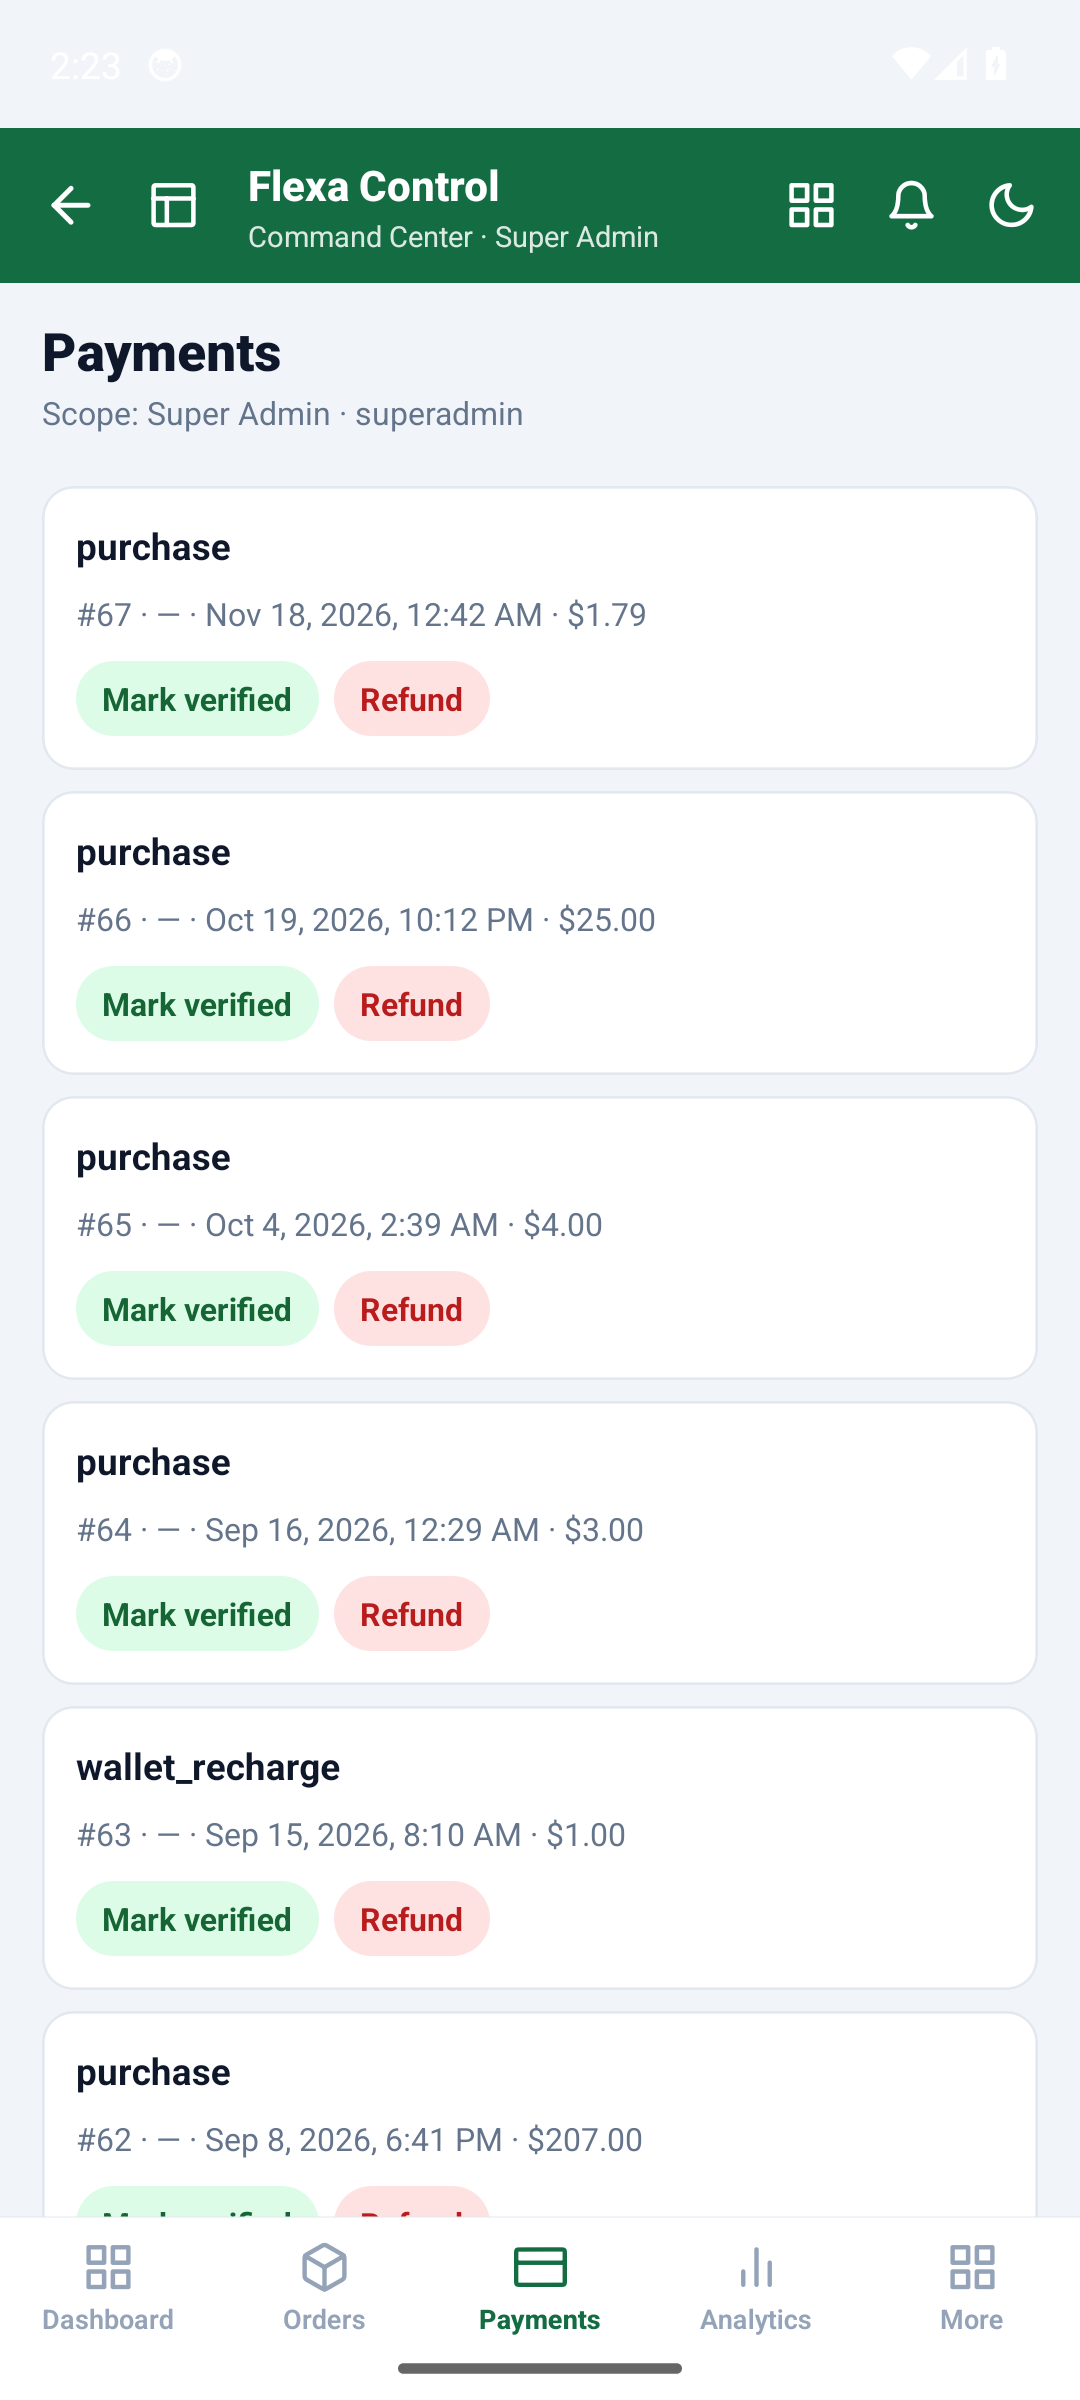 2:23
Flexa Control
Command Center · Super Admin
Payments
Scope: Super Admin · superadmin
purchase
#67 · — · Nov 18, 2026, 12:42 AM · $1.79
Mark verified Refund
purchase
#66 · — · Oct 19, 2026, 10:12 PM · $25.00
Mark verified Refund
purchase
#65 · — · Oct 4, 2026, 2:39 AM · $4.00
Mark verified Refund
purchase
#64 · — · Sep 16, 2026, 12:29 AM · $3.00
Mark verified Refund
wallet_recharge
#63 · — · Sep 15, 2026, 8:10 AM · $1.00
Mark verified Refund
purchase
#62 · — · Sep 8, 2026, 6:41 PM · $207.00
Mark verified Refund
Dashboard Orders Payments Analytics More